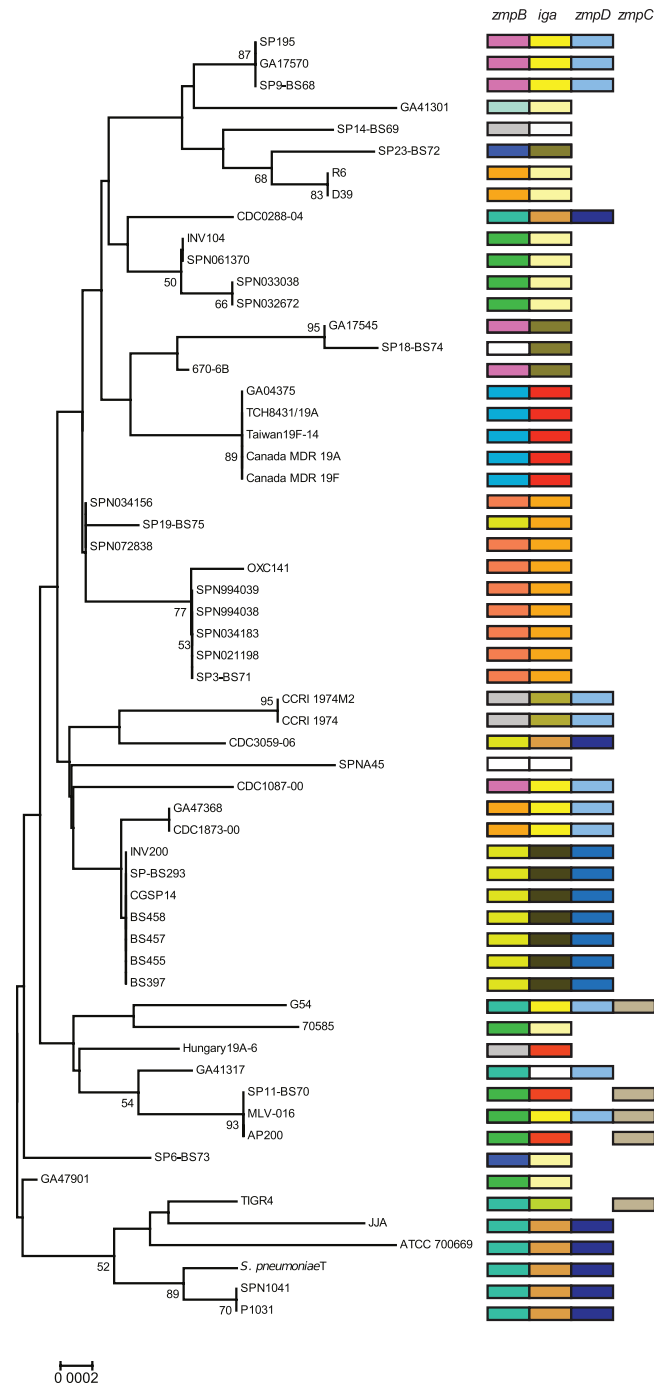 zmpB iga zmpD zmpC
SP195
87
GA17570
SP9-BS68
GA41301
SP14-BS69
SP23-BS72
68
R6
83
D39
CDC0288-04
INV104
SPN061370
50
SPN033038
66
SPN032672
95
GA17545
SP18-BS74
670-6B
GA04375
TCH8431/19A
Taiwan19F-14
89
Canada MDR 19A
Canada MDR 19F
SPN034156
SP19-BS75
SPN072838
OXC141
SPN994039
77
SPN994038
SPN034183
53
SPN021198
SP3-BS71
95
CCRI 1974M2
CCRI 1974
CDC3059-06
SPNA45
CDC1087-00
GA47368
CDC1873-00
INV200
SP-BS293
CGSP14
BS458
BS457
BS455
BS397
G54
70585
Hungary19A-6
GA41317
54
SP11-BS70
MLV-016
93
AP200
SP6-BS73
GA47901
TIGR4
JJA
ATCC 700669
52
S. pneumoniaeT
89
SPN1041
70
P1031
0 0002